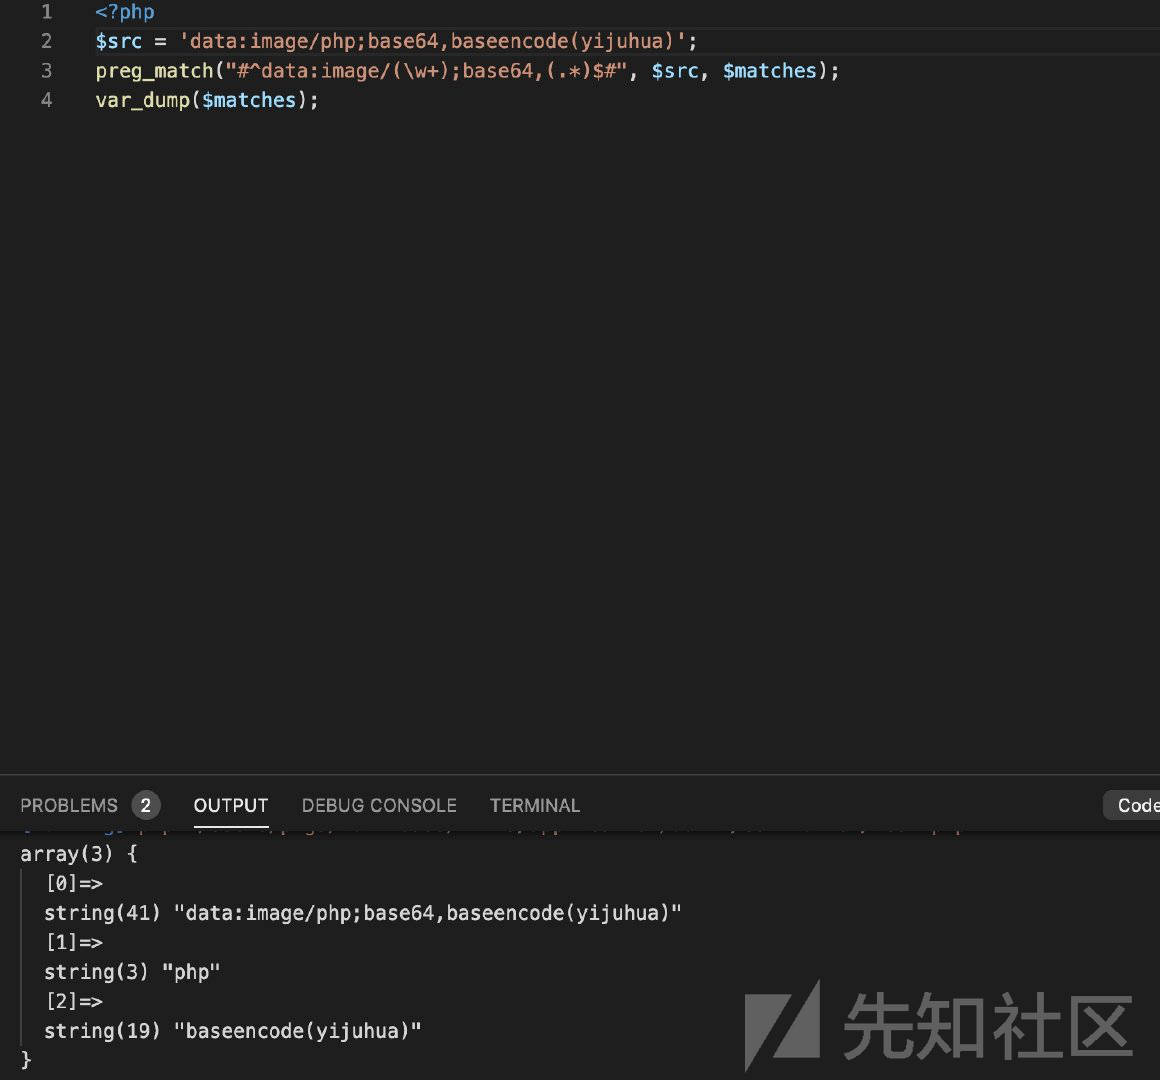 1 <?php
2 $src = 'data:image/php;base64,baseencode(yijuhua)';
3 preg_match("#^data:image/(\w+);base64,(.*)$#", $src, $matches);
4 var_dump($matches);
PROBLEMS 2 OUTPUT DEBUG CONSOLE TERMINAL Code
array(3) {
[0]=>
string(41) "data:image/php;base64,baseencode(yijuhua)"
[1]=>
string(3) "php"
[2]=>
string(19) "baseencode(yijuhua)"
}
先知社区